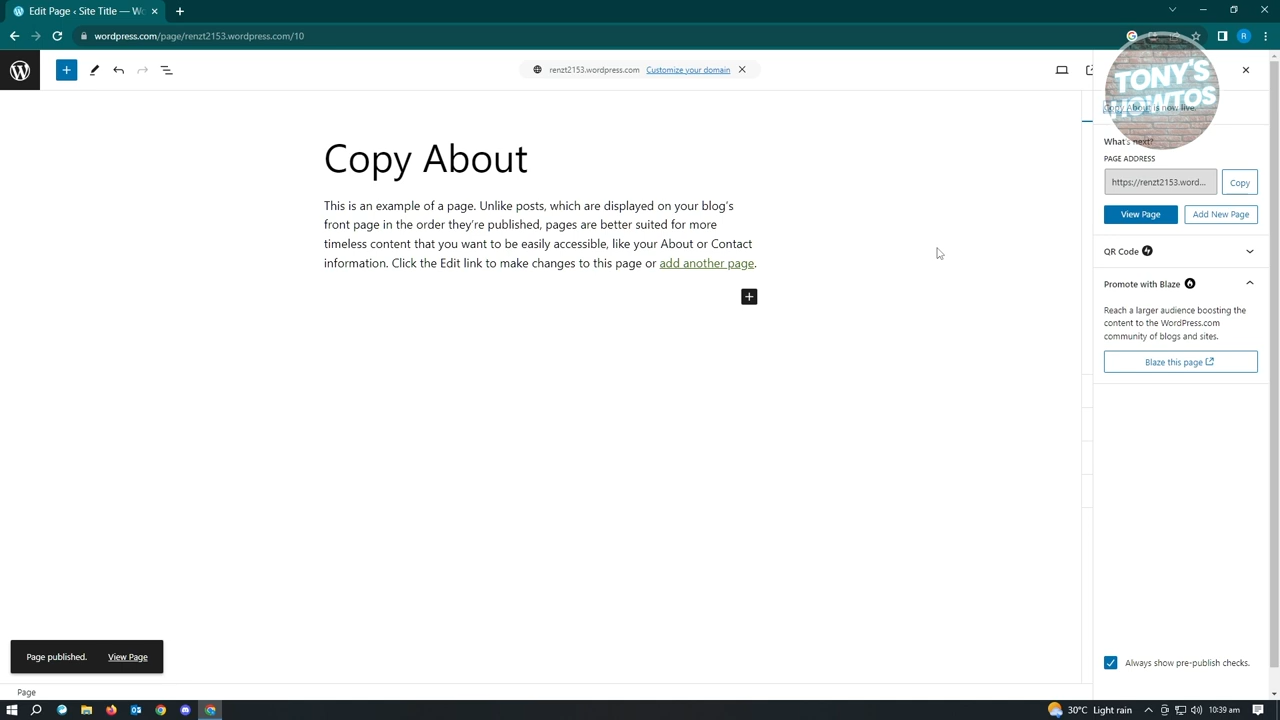 Edit Page ‹ Site Title — Wo
wordpress.com/page/renzt2153.wordpress.com/10
R
renzt2153.wordpress.com Customize your domain
TONY'S
HOWTOS
Copy About is now live.
Copy About
What's next?
PAGE ADDRESS
This is an example of a page. Unlike posts, which are displayed on your blog's
front page in the order they're published, pages are better suited for more
timeless content that you want to be easily accessible, like your About or Contact
information. Click the Edit link to make changes to this page or add another page.
https://renzt2153.word... Copy
View Page Add New Page
QR Code
Promote with Blaze
Reach a larger audience boosting the
content to the WordPress.com
community of blogs and sites.
Blaze this page
Page published. View Page
Always show pre-publish checks.
Page
30°C Light rain 10:39 am